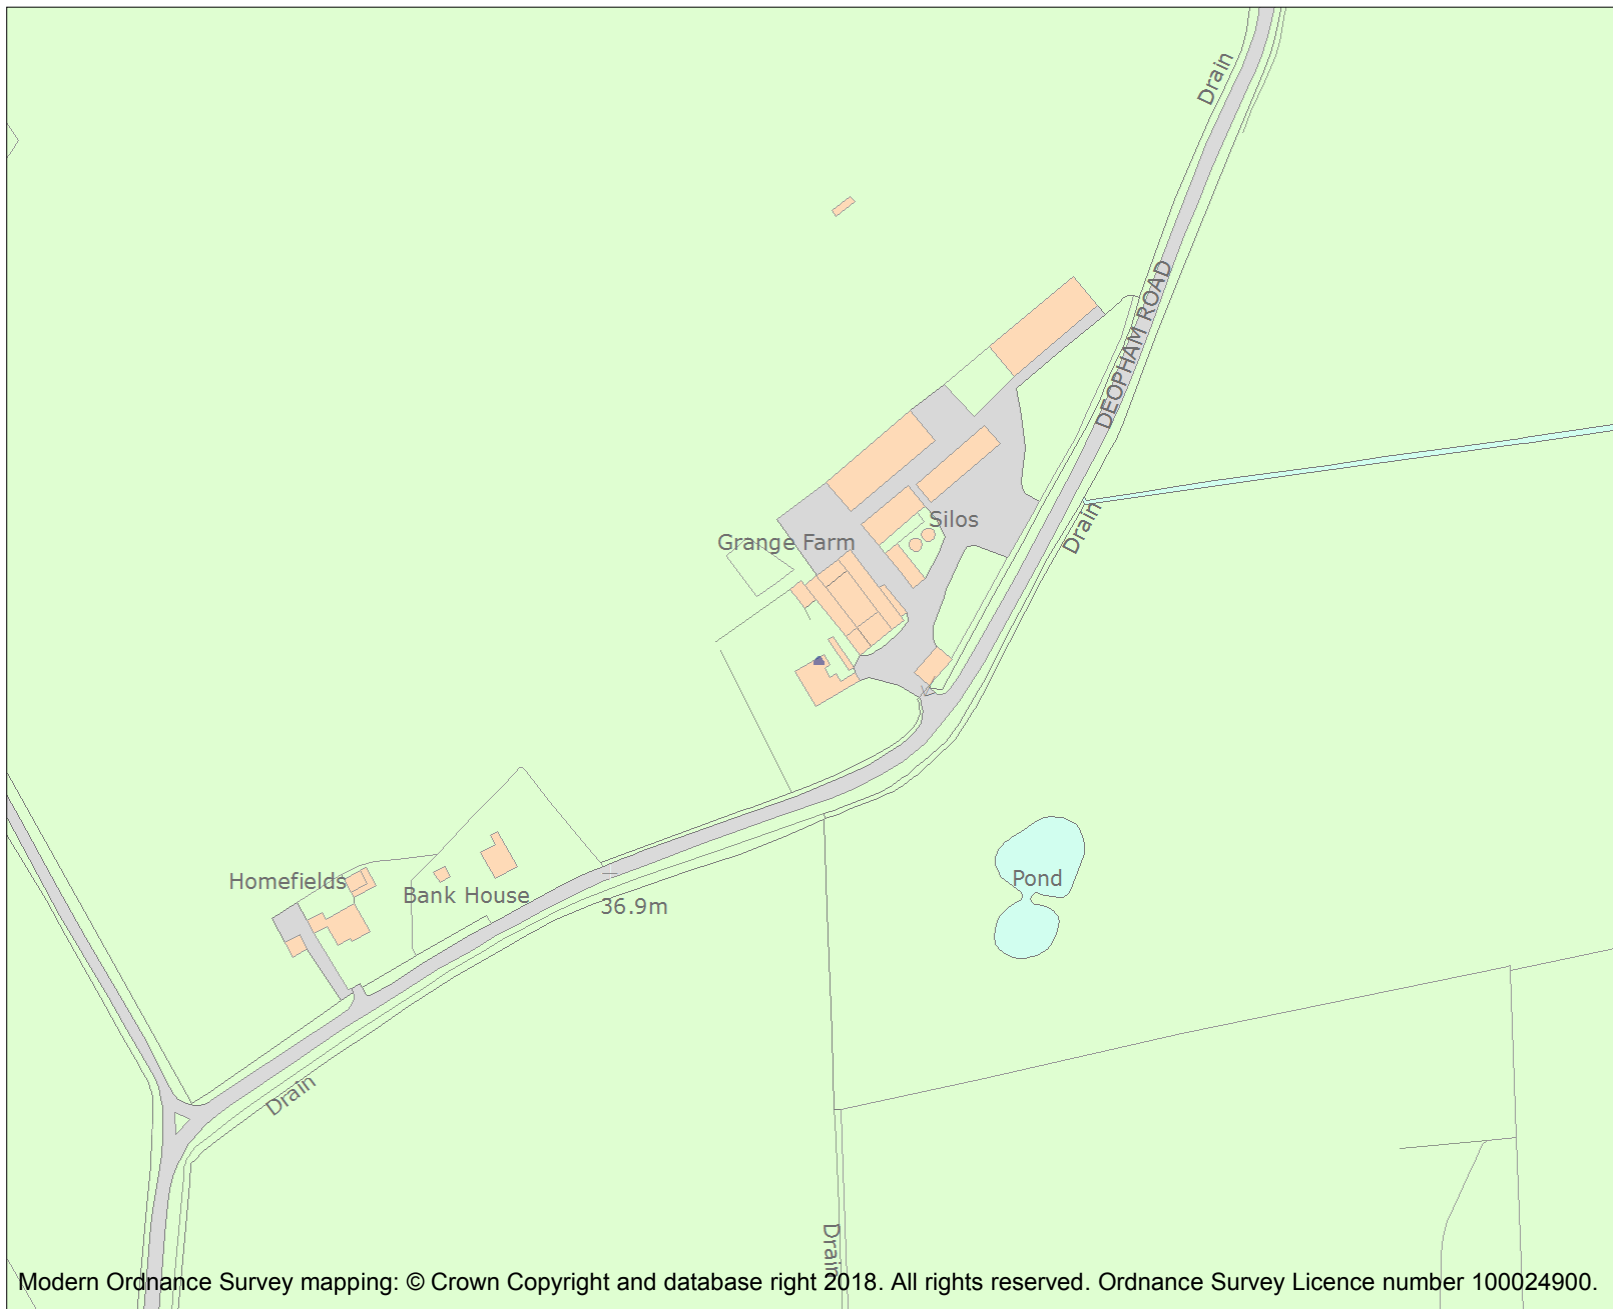 Drain
DEOPHAM ROAD
Silos
Drain
Grange Farm
Homefields
Pond
Bank House
36.9m
Drain
Drain
Modern Ordnance Survey mapping: © Crown Copyright and database right 2018. All rights reserved. Ordnance Survey Licence number 100024900.